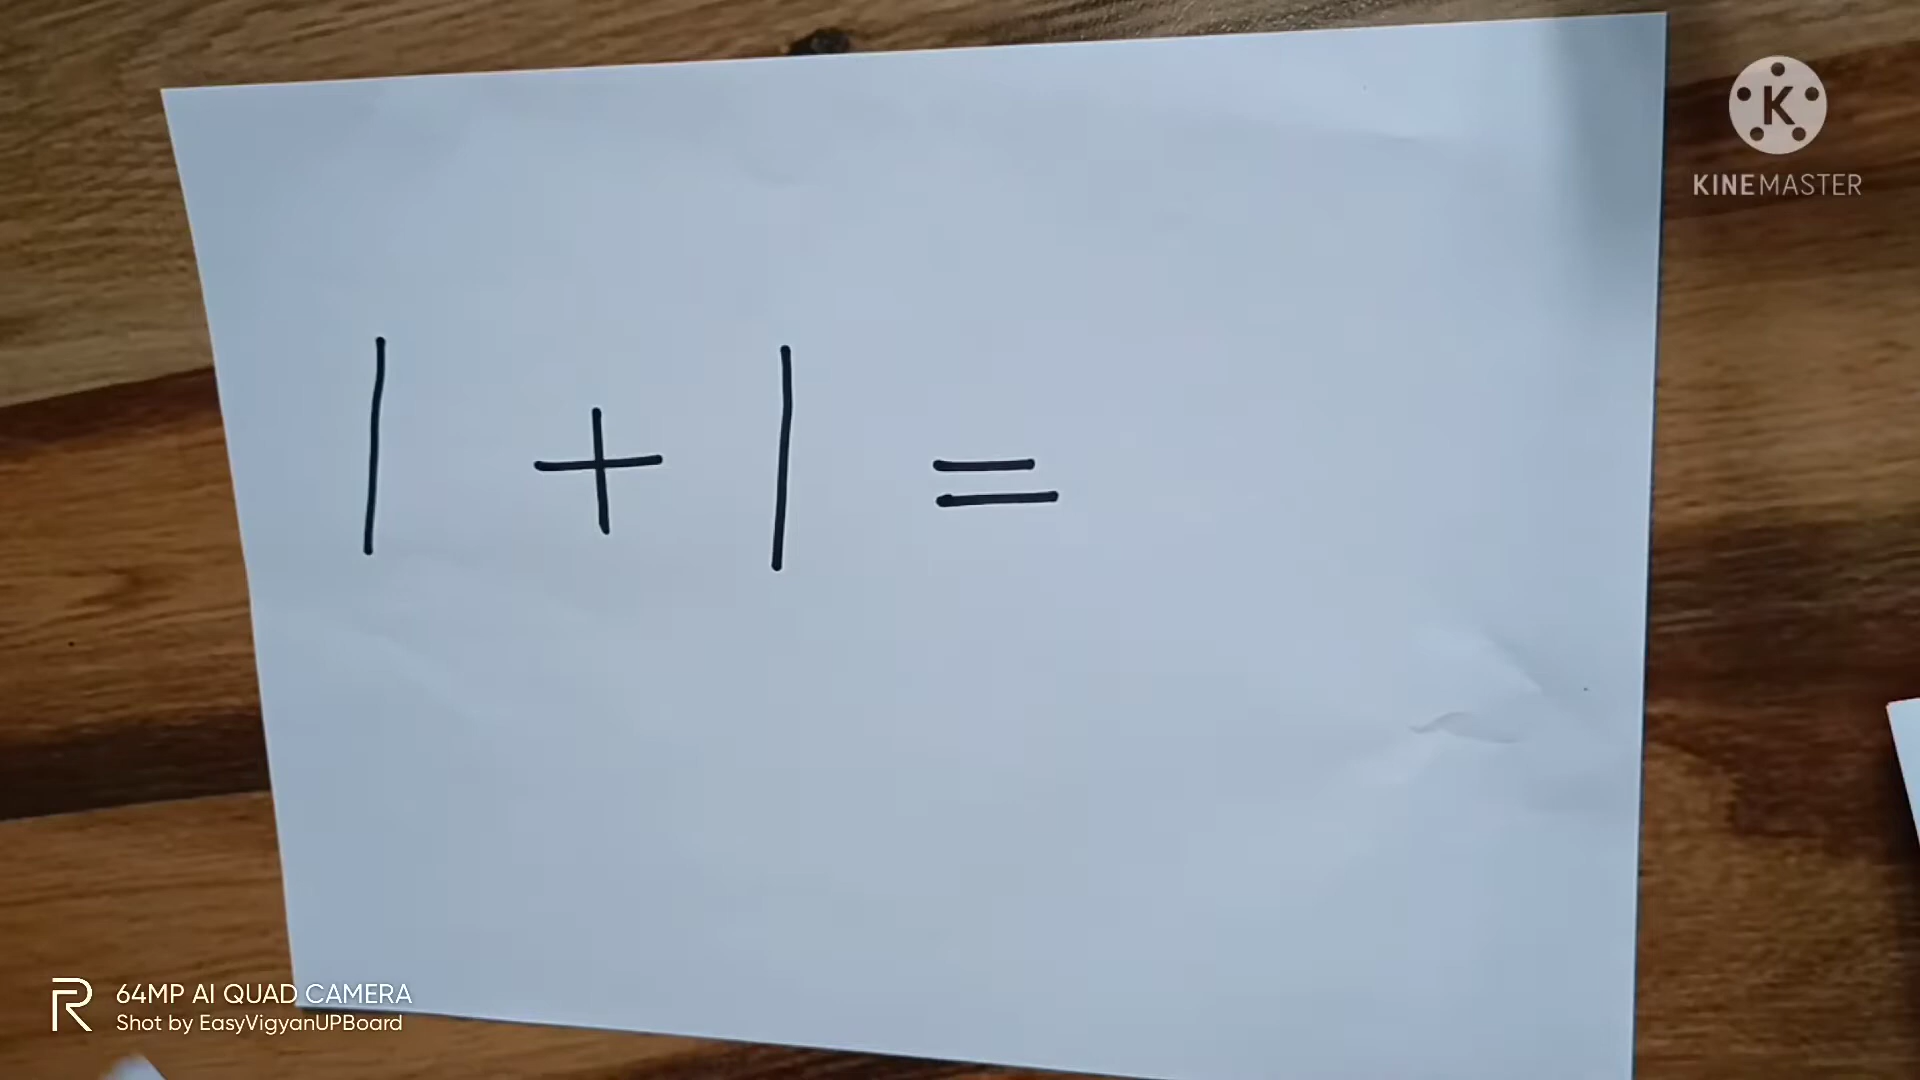 KINEMASTER
1 + 1 =
64MP AI QUAD CAMERA
Shot by EasyVigyanUPBoard